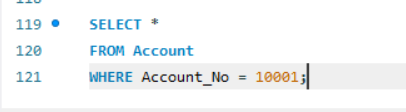 119 SELECT *
120 FROM Account
121 WHERE Account_No = 10001;